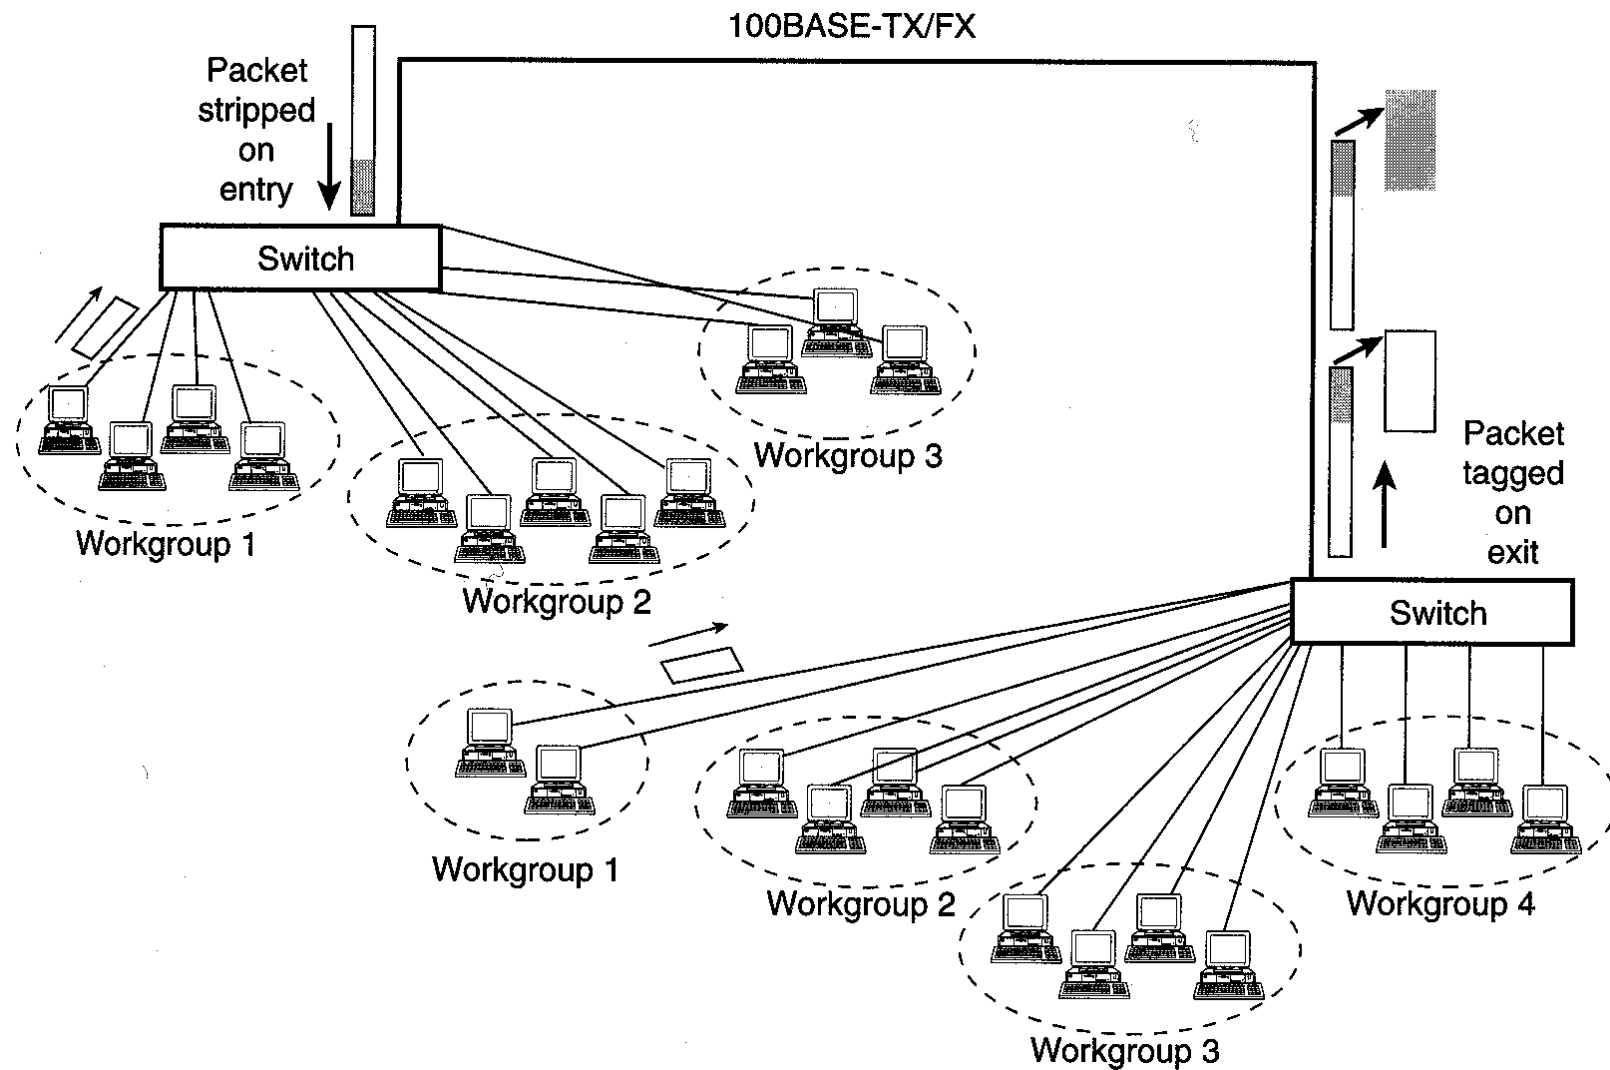 100BASE-TX/FX
Packet
stripped
on
entry
Switch
Workgroup 3
Workgroup 1
Workgroup 2
Packet
tagged
on
exit
Switch
Workgroup 1
Workgroup 2
Workgroup 4
Workgroup 3